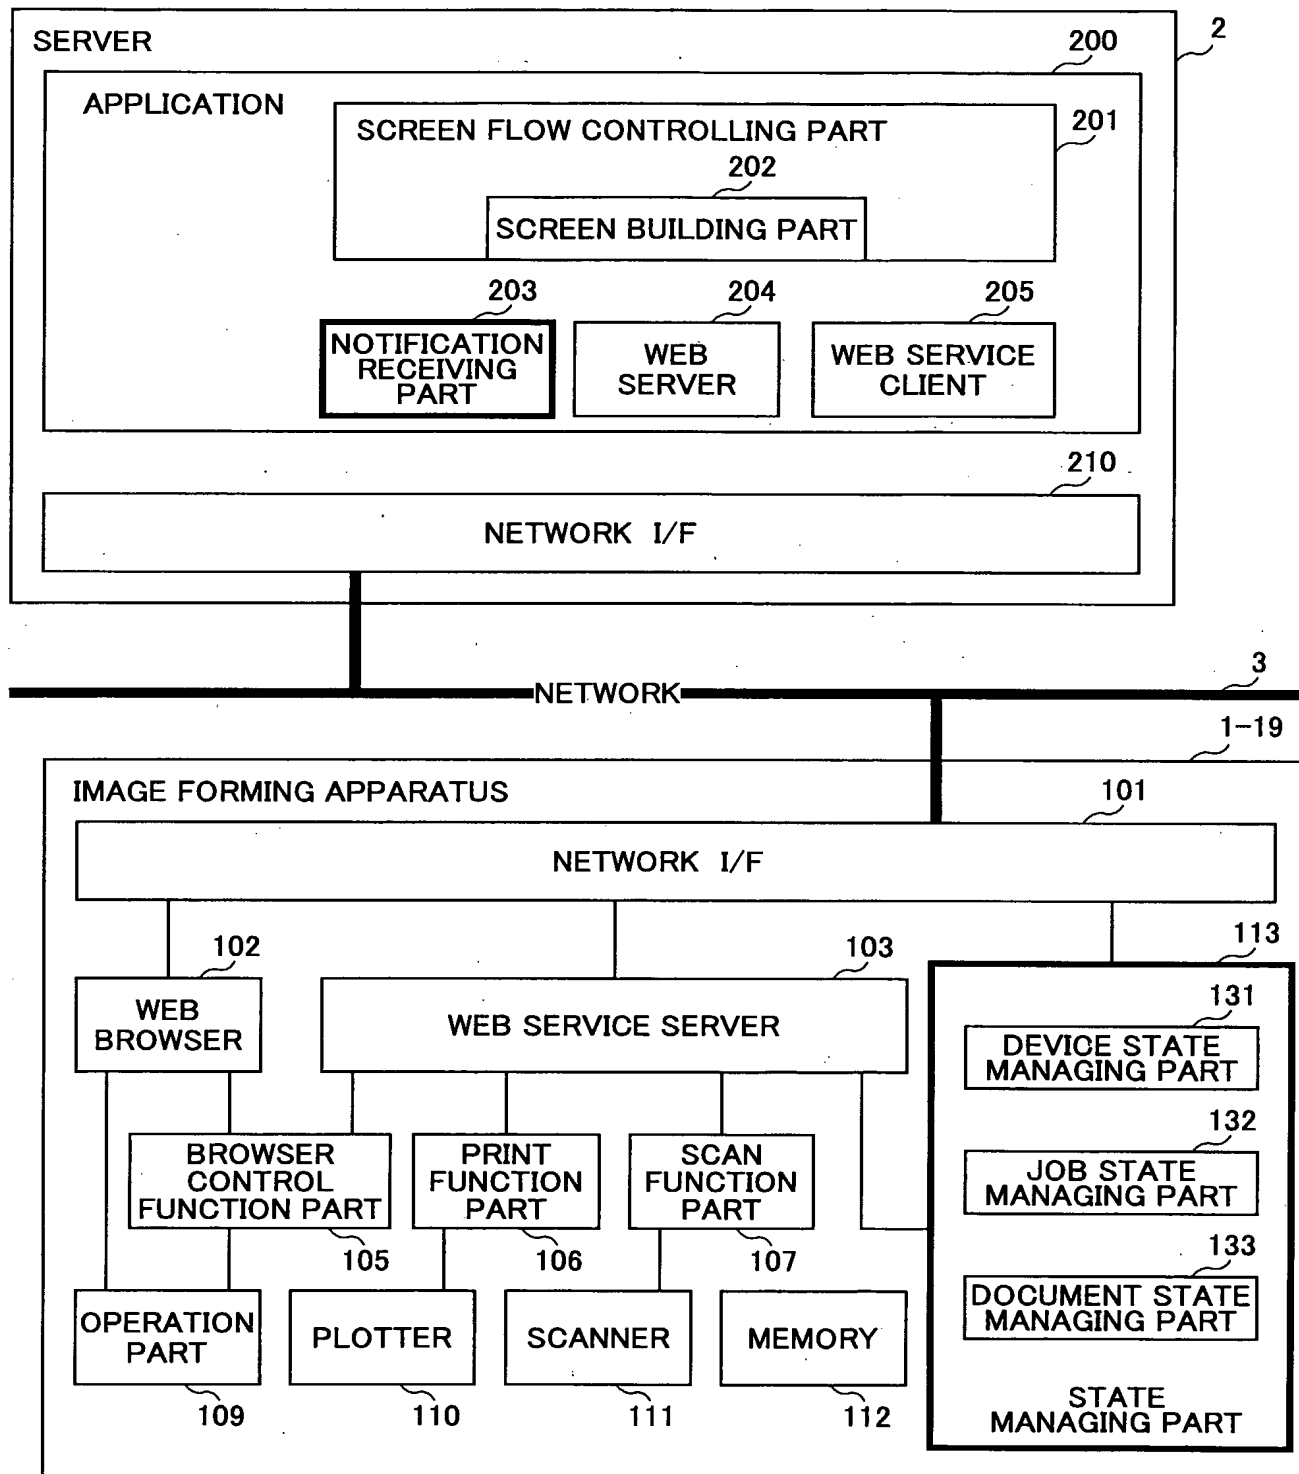 2
SERVER
200
APPLICATION
SCREEN FLOW CONTROLLING PART
201
202
SCREEN BUILDING PART
203
204
205
NOTIFICATION
RECEIVING
PART
WEB
SERVER
WEB SERVICE
CLIENT
210
NETWORK I/F
3
NETWORK
1-19
IMAGE FORMING APPARATUS
101
NETWORK I/F
102
103
113
WEB
BROWSER
WEB SERVICE SERVER
131
DEVICE STATE
MANAGING PART
132
BROWSER
CONTROL
FUNCTION PART
PRINT
FUNCTION
PART
SCAN
FUNCTION
PART
JOB STATE
MANAGING PART
105
106
107
133
DOCUMENT STATE
MANAGING PART
OPERATION
PART
PLOTTER
SCANNER
MEMORY
109
110
111
112
STATE
MANAGING PART